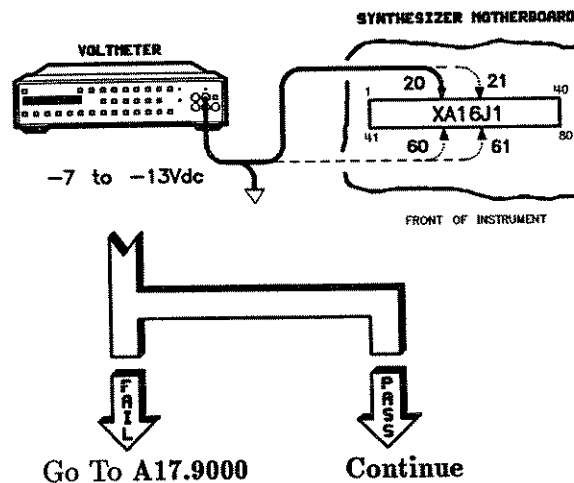 SYNTHESIZER MOTHERBOARD
VOLTMETER
20 21
1 40
XA16J1
41 80
60 61
-7 to -13Vdc
FRONT OF INSTRUMENT
FAIL
PASS
Go To A17.9000 Continue